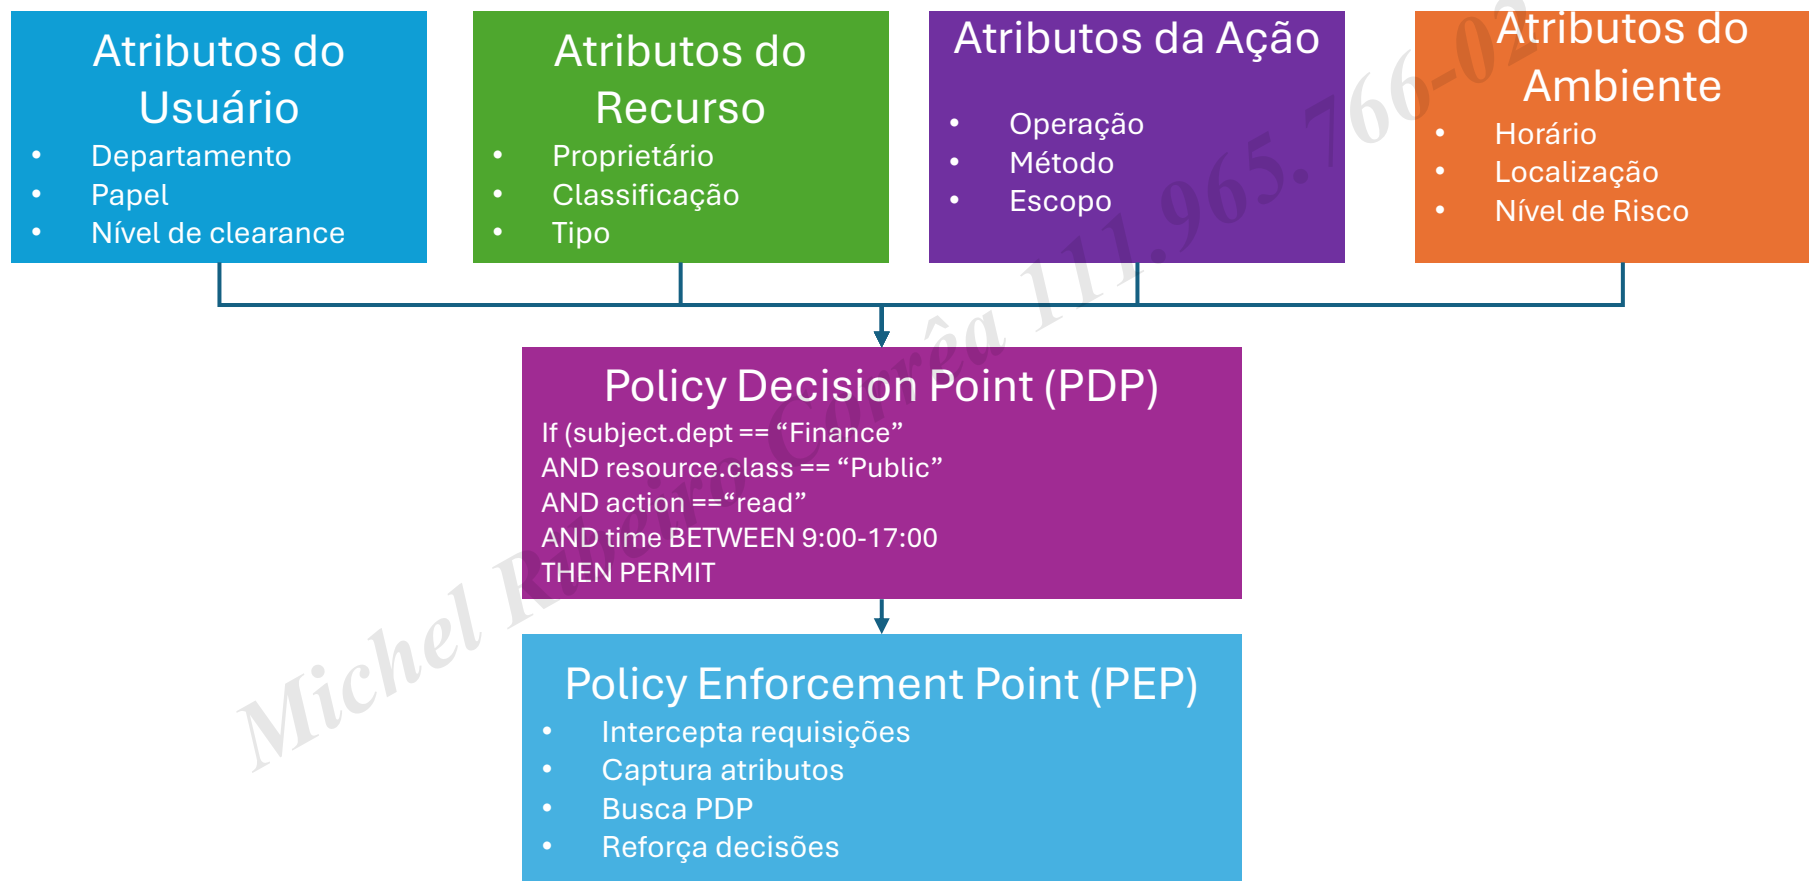 Atributos do
Usuário
• Departamento
• Papel
• Nível de clearance
Atributos do
Recurso
• Proprietário
• Classificação
• Tipo
Atributos da Ação
• Operação
• Método
• Escopo
Atributos do
Ambiente
• Horário
• Localização
• Nível de Risco
Policy Decision Point (PDP)
If (subject.dept == “Finance”
AND resource.class == “Public”
AND action ==“read”
AND time BETWEEN 9:00-17:00
THEN PERMIT
Policy Enforcement Point (PEP)
• Intercepta requisições
• Captura atributos
• Busca PDP
• Reforça decisões
Michel Ribeiro Corrêa 111.965.766-02